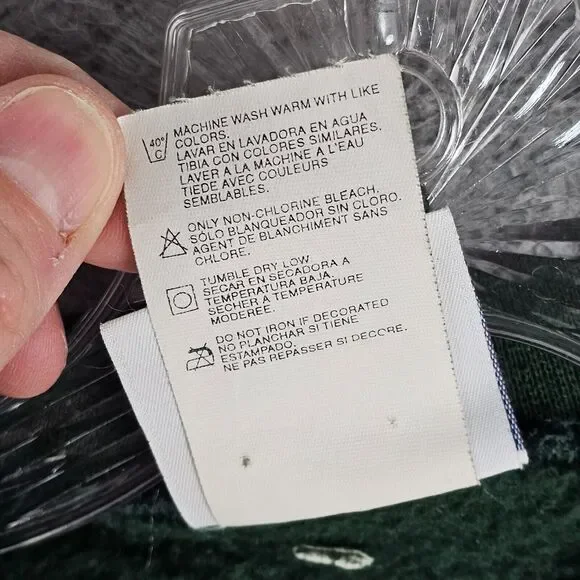 40°
C
MACHINE WASH WARM WITH LIKE
COLORS.
LAVAR EN LAVADORA EN AGUA
TIBIA CON COLORES SIMILARES.
LAVER A LA MACHINE A L'EAU
TIEDE AVEC COULEURS
SEMBLABLES.
ONLY NON-CHLORINE BLEACH.
SÓLO BLANQUEADOR SIN CLORO.
AGENT DE BLANCHIMENT SANS
CHLORE.
TUMBLE DRY LOW.
SECAR EN SECADORA A
TEMPERATURA BAJA.
SECHER A TEMPERATURE
MODEREE.
DO NOT IRON IF DECORATED
NO PLANCHAR SI TIENE
ESTAMPADO.
NE PAS REPASSER SI DECORE.